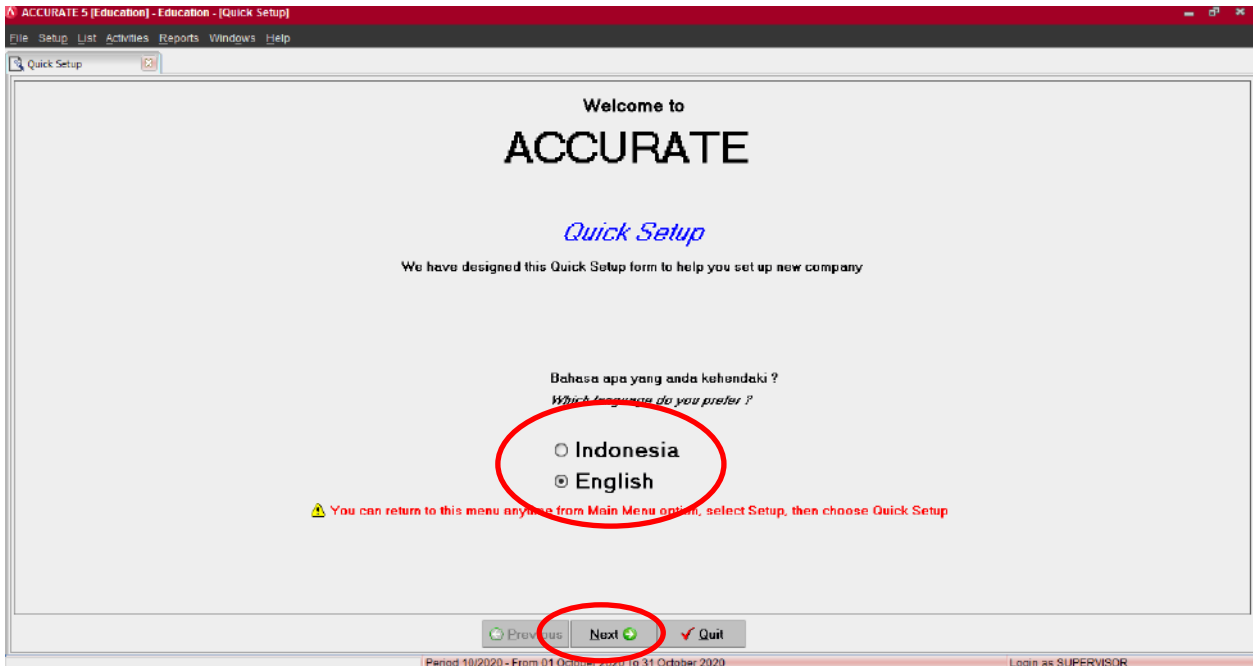 ACCURATE 5 [Education] - Education - [Quick Setup]
File Setup List Activities Reports Windows Help
Quick Setup
Welcome to
ACCURATE
Quick Setup
We have designed this Quick Setup form to help you set up new company
Bahasa apa yang anda kehendaki ?
Which language do you prefer ?
Indonesia
English
You can return to this menu anytime from Main Menu option, select Setup, then choose Quick Setup
Previous Next Quit
Period 10/2020 - From 01 October 2020 To 31 October 2020 Login as SUPERVISOR